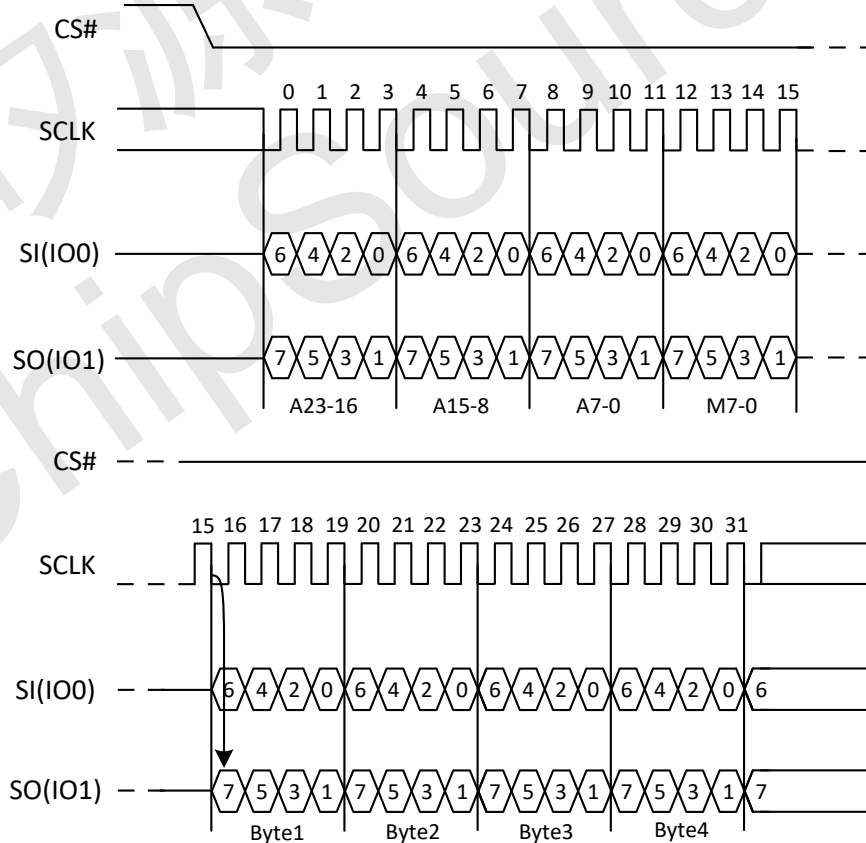 CS#
0 1 2 3 4 5 6 7 8 9 10 11 12 13 14 15
SCLK
SI(IO0) 6 4 2 0 6 4 2 0 6 4 2 0 6 4 2 0
SO(IO1) 7 5 3 1 7 5 3 1 7 5 3 1 7 5 3 1
A23-16 A15-8 A7-0 M7-0
CS#
15 16 17 18 19 20 21 22 23 24 25 26 27 28 29 30 31
SCLK
SI(IO0) 6 4 2 0 6 4 2 0 6 4 2 0 6 4 2 0 6
SO(IO1) 7 5 3 1 7 5 3 1 7 5 3 1 7 5 3 1 7
Byte1 Byte2 Byte3 Byte4